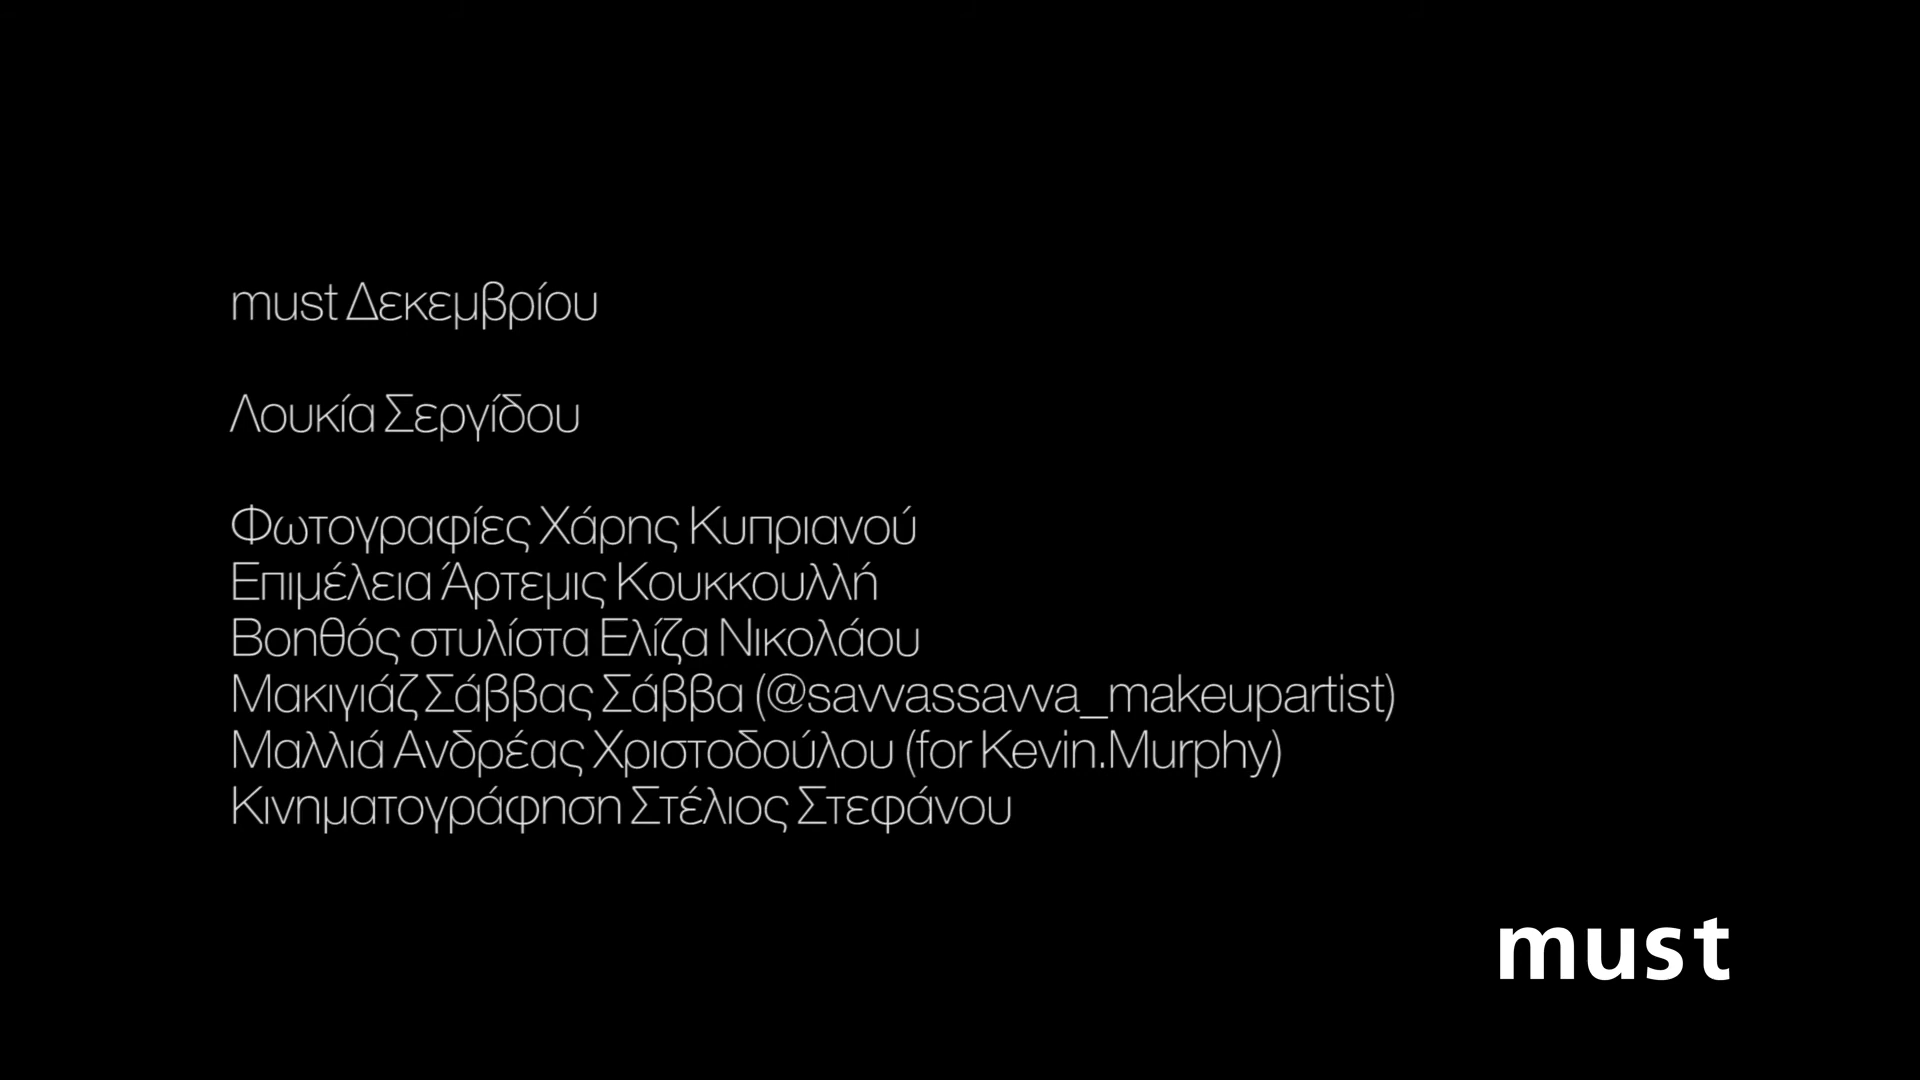 must Δεκεμβρίου
Λουκία Σεργίδου
Φωτογραφίες Χάρης Κυπριανού
Επιμέλεια Άρτεμις Κουκκουλλή
Βοηθός στυλίστα Ελίζα Νικολάου
Μακιγιάζ Σάββας Σάββα (@savvassavva_makeupartist)
Μαλλιά Ανδρέας Χριστοδούλου (for Kevin.Murphy)
Κινηματογράφηση Στέλιος Στεφάνου
must